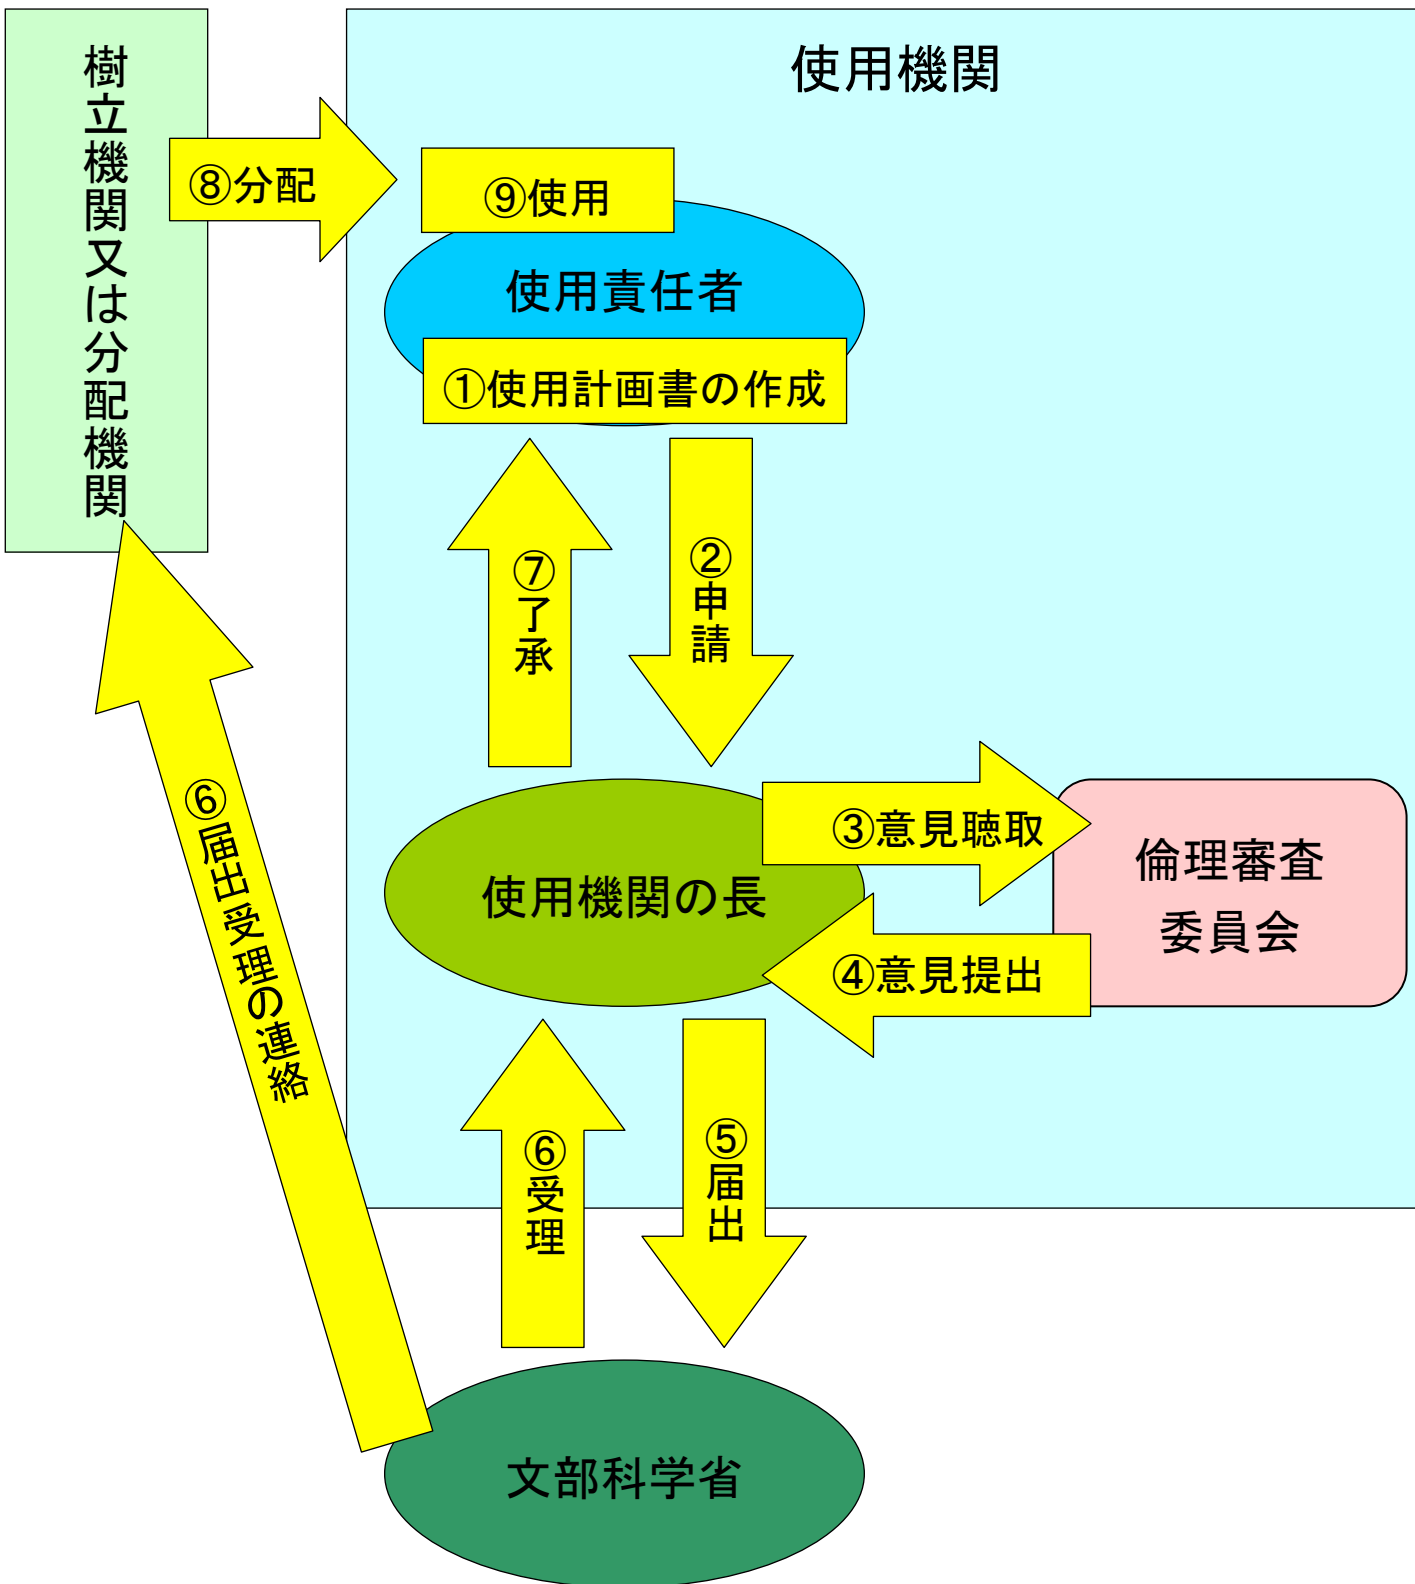 樹立機関又は分配機関
使用機関
⑧分配
⑨使用
使用責任者
①使用計画書の作成
⑦了承
②申請
⑥届出受理の連絡
③意見聴取
使用機関の長
倫理審査
委員会
④意見提出
⑥受理
⑤届出
文部科学省